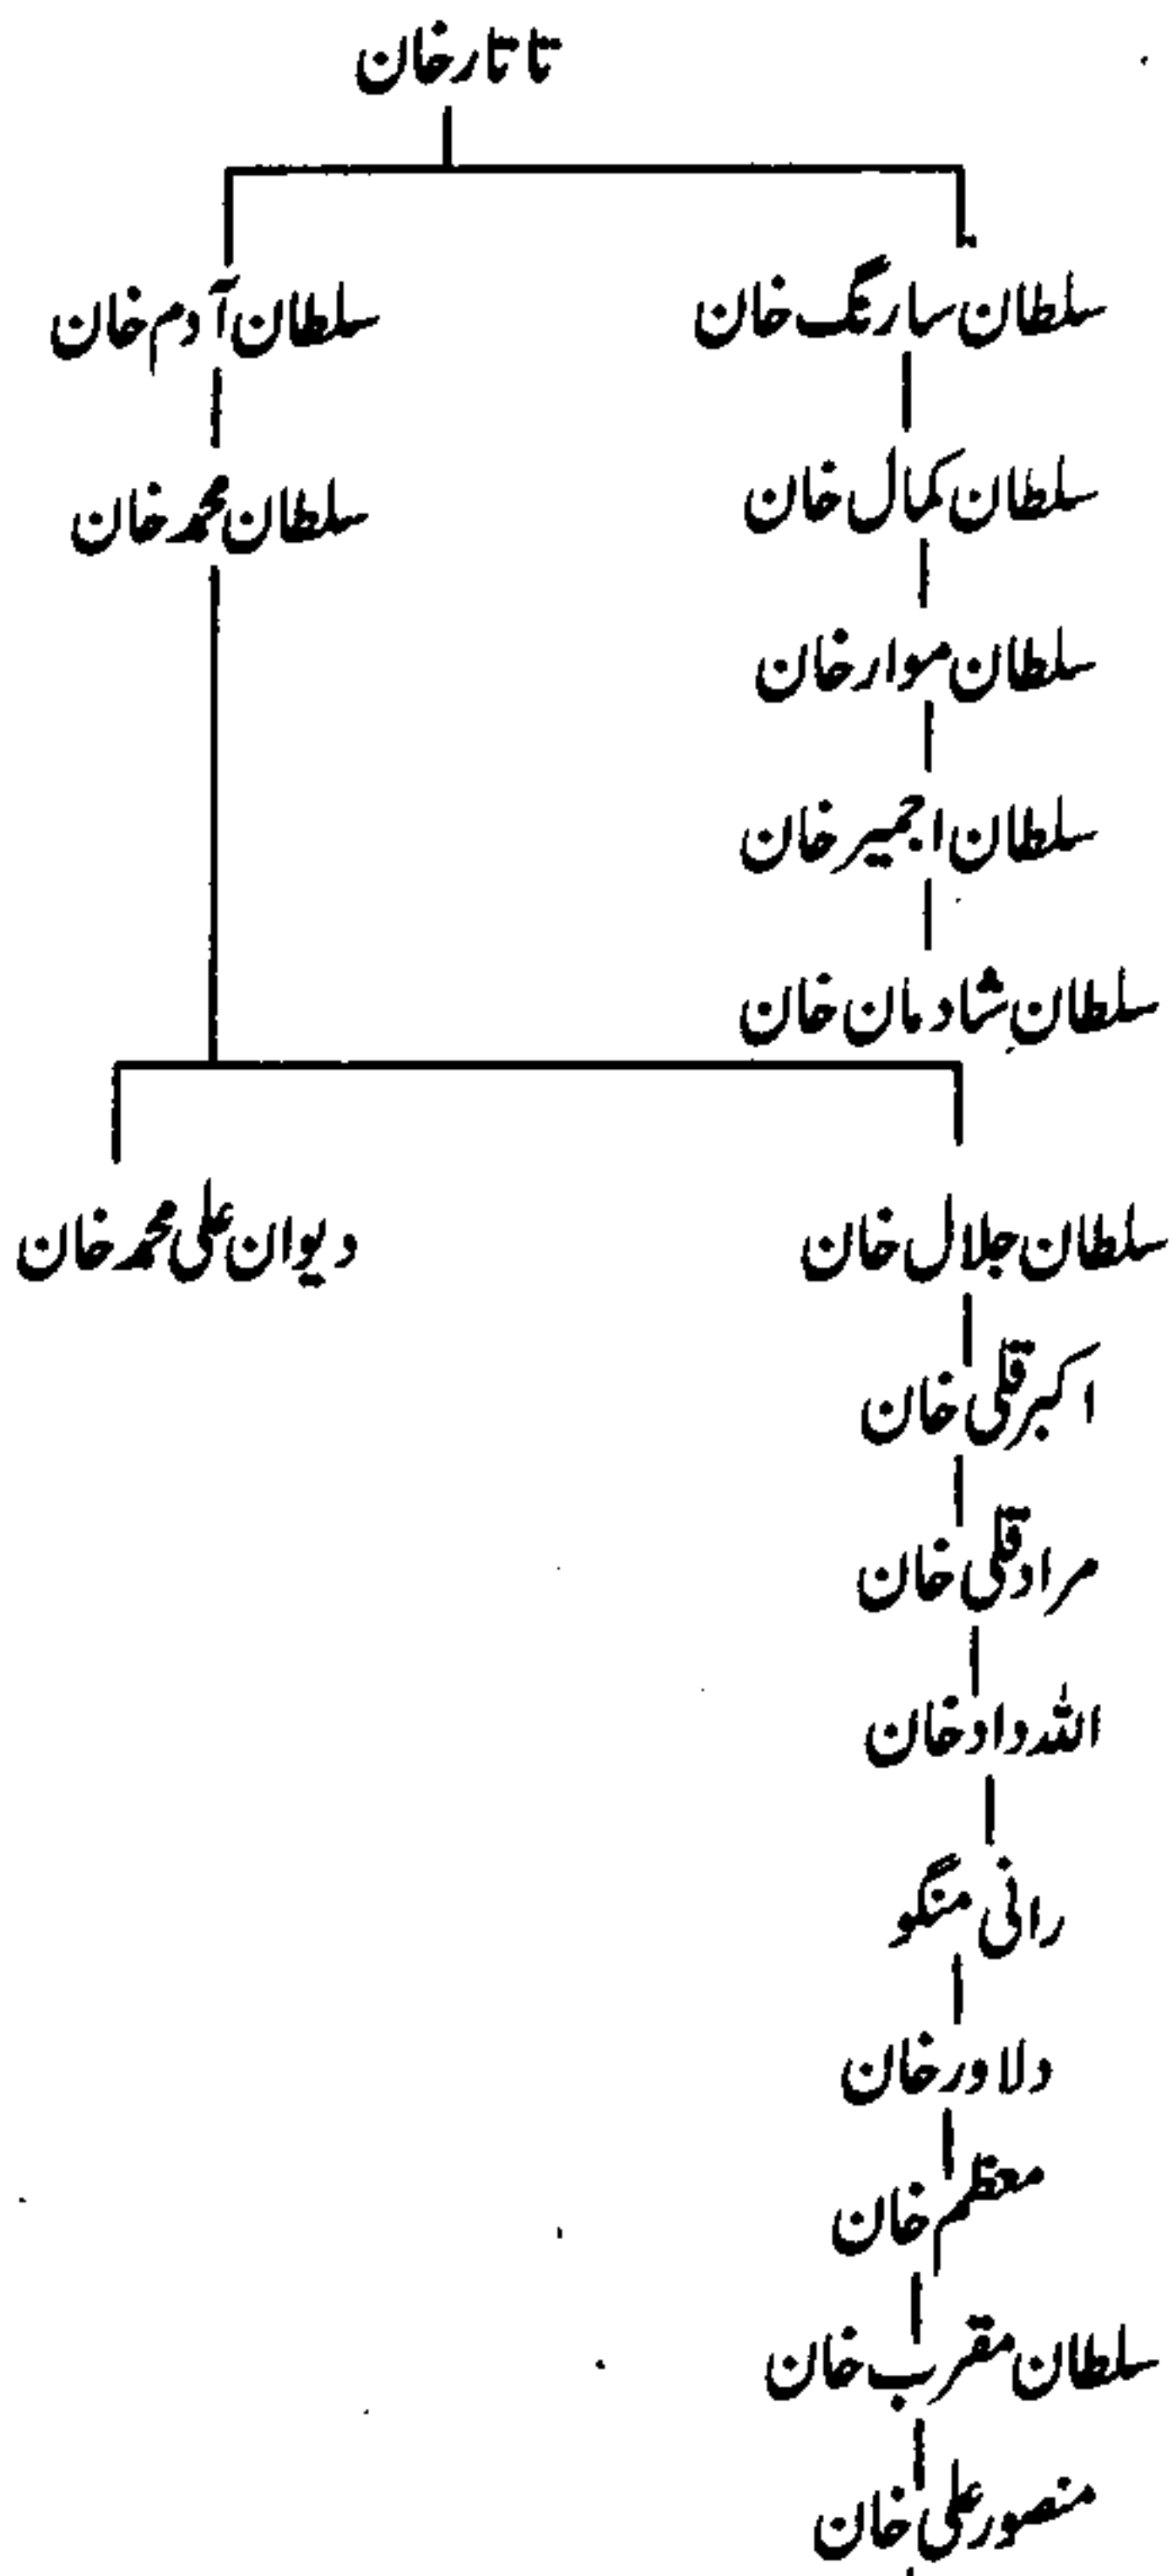 تاتار خان
سلطان سارنگ خان
سلطان آدم خان
سلطان کمال خان
سلطان محمد خان
سلطان موار خان
سلطان اجمیر خان
سلطان شادمان خان
سلطان جلال خان
دیوان علی محمد خان
اکبر قلی خان
مراد قلی خان
اللہ داد خان
رانی منگو
دلاور خان
معظم خان
سلطان مقرب خان
منصور علی خان